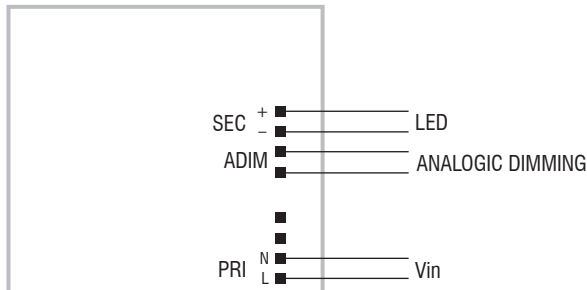 SEC + LED
−
ADIM ANALOGIC DIMMING
N
PRI Vin
L